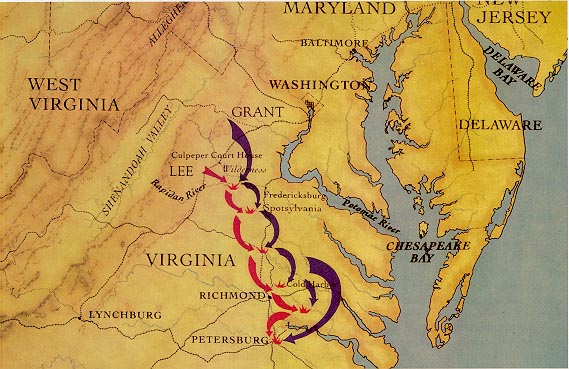 MARYLAND
NEW
JERSEY
BALTIMORE
DELAWARE
BAY
WEST
VIRGINIA
WASHINGTON
GRANT
DELAWARE
SHENANDOAH VALLEY
Culpeper Court House
LEE
Wilderness
Rapidan River
Fredericksburg
Spotsylvania
Potomac River
CHESAPEAKE
BAY
VIRGINIA
Cold Harbor
RICHMOND
LYNCHBURG
PETERSBURG